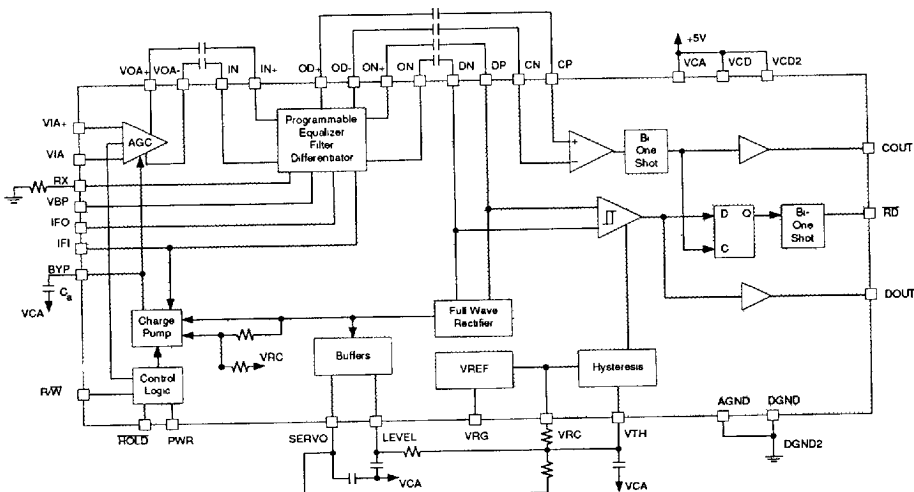 +5V
VOA+ VOA- IN IN+ OD+ OD- ON+ ON DN DP CN CP VCA VCD VCD2
VIA+
AGC
Programmable
Equalizer
Filter
Differentiator
+
−
Bi
One
Shot
COUT
VIA
RX
VBP
IFO
IFI
D O
C
Bi-
One
Shot
RD
BYP
Ca
VCA
DOUT
Charge
Pump
VRC
Full Wave
Rectifier
Buffers
VREF
Hysteresis
R/W
Control
Logic
AGND DGND
HOLD PWR SERVO LEVEL VRG VRC VTH
DGND2
VCA VCA